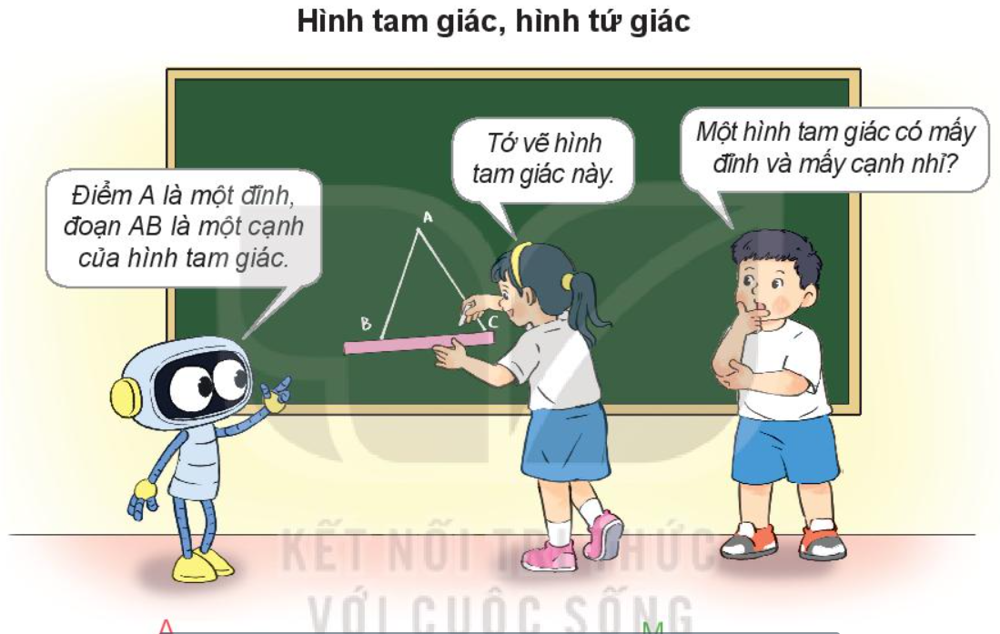 Hình tam giác, hình tứ giác
Tớ vẽ hình
tam giác này.
Một hình tam giác có mấy
đỉnh và mấy cạnh nhỉ?
Điểm A là một đỉnh,
đoạn AB là một cạnh
của hình tam giác.
A
B
C
KẾT NỐI TRI THỨC
VỚI CUỘC SỐNG
A
M